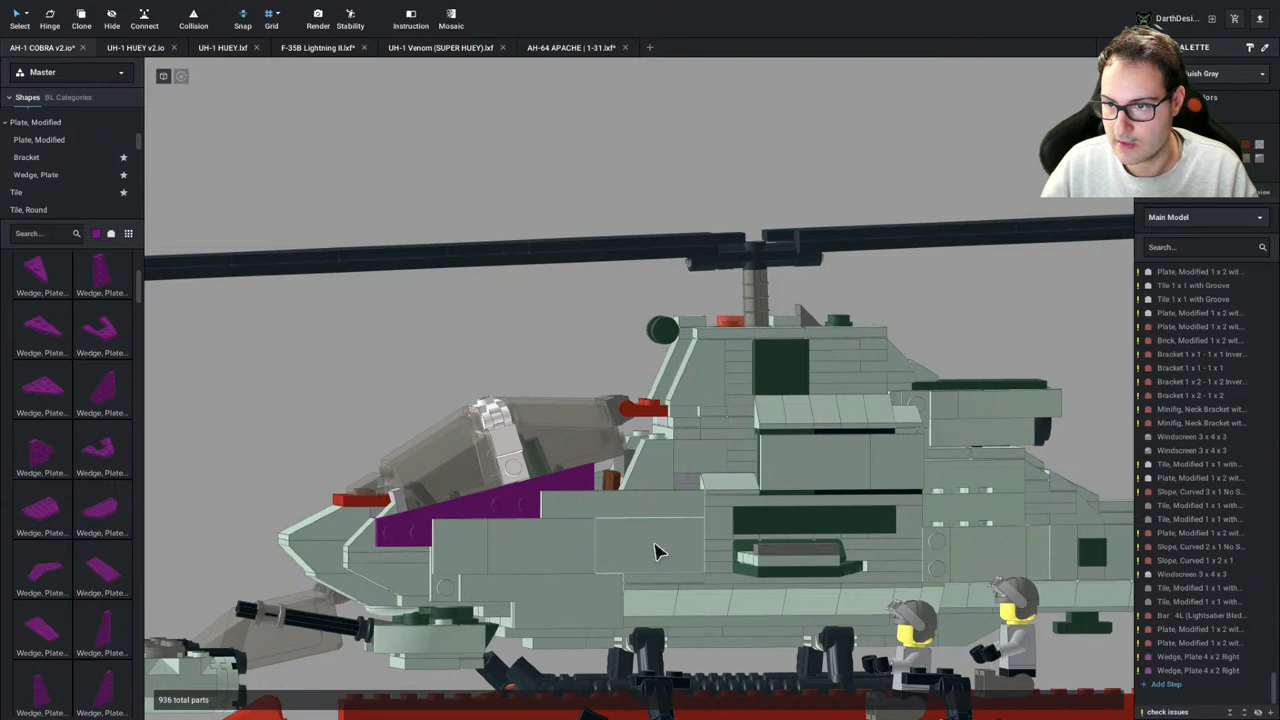 Select Hinge Clone Hide Connect Collision Snap Grid Render Stability Instruction Mosaic
DarthDesi...
AH-1 COBRA v2.io* × UH-1 HUEY v2.io × UH-1 HUEY.lxf × F-35B Lightning II.lxf* × UH-1 Venom (SUPER HUEY).lxf × AH-64 APACHE | 1-31.lxf* × +
ALETTE
Master
uish Gray
Shapes BL Categories
lors
Plate, Modified
Plate, Modified
Bracket
Wedge, Plate
Tile
Tile, Round
Search...
Wedge, Plate... Wedge, Plate...
Wedge, Plate... Wedge, Plate...
Wedge, Plate... Wedge, Plate...
Wedge, Plate... Wedge, Plate...
Wedge, Plate... Wedge, Plate...
Wedge, Plate... Wedge, Plate...
Wedge, Plate... Wedge, Plate...
Wedge, Plate... Wedge, Plate...
936 total parts
Main Model
Search...
Plate, Modified 1 x 2 wit...
Tile 1 x 1 with Groove
Tile 1 x 1 with Groove
Plate, Modified 1 x 2 wit...
Plate, Modified 1 x 2 wit...
Brick, Modified 1 x 2 wit...
Bracket 1 x 1 - 1 x 1 Inver...
Bracket 1 x 1 - 1 x 1
Bracket 1 x 2 - 1 x 2 Inver...
Bracket 1 x 2 - 1 x 2
Minifig, Neck Bracket wit...
Minifig, Neck Bracket wit...
Windscreen 3 x 4 x 3
Windscreen 3 x 4 x 3
Tile, Modified 1 x 1 wit...
Plate, Modified 1 x 2 wit...
Slope, Curved 3 x 1 No S...
Tile, Modified 1 x 1 with...
Tile, Modified 1 x 1 with...
Plate, Modified 1 x 2 wit...
Slope, Curved 2 x 1 No S...
Slope, Curved 1 x 2 x 1
Windscreen 3 x 4 x 3
Tile, Modified 1 x 1 with...
Tile, Modified 1 x 1 with...
Bar 4L (Lightsaber Blad...
Plate, Modified 1 x 2 wit...
Plate, Modified 1 x 2 wit...
Wedge, Plate 4 x 2 Right
Wedge, Plate 4 x 2 Right
+ Add Step
check issues